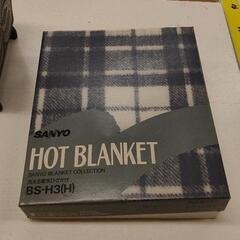 SANYO
HOT BLANKET
SANYO BLANKET COLLECTION
BS-H3(H)